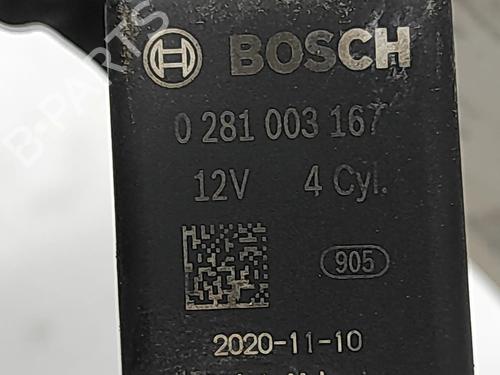 B-PARTS
BOSCH
0 281 003 167
12V 4 Cyl.
905
2020-11-10